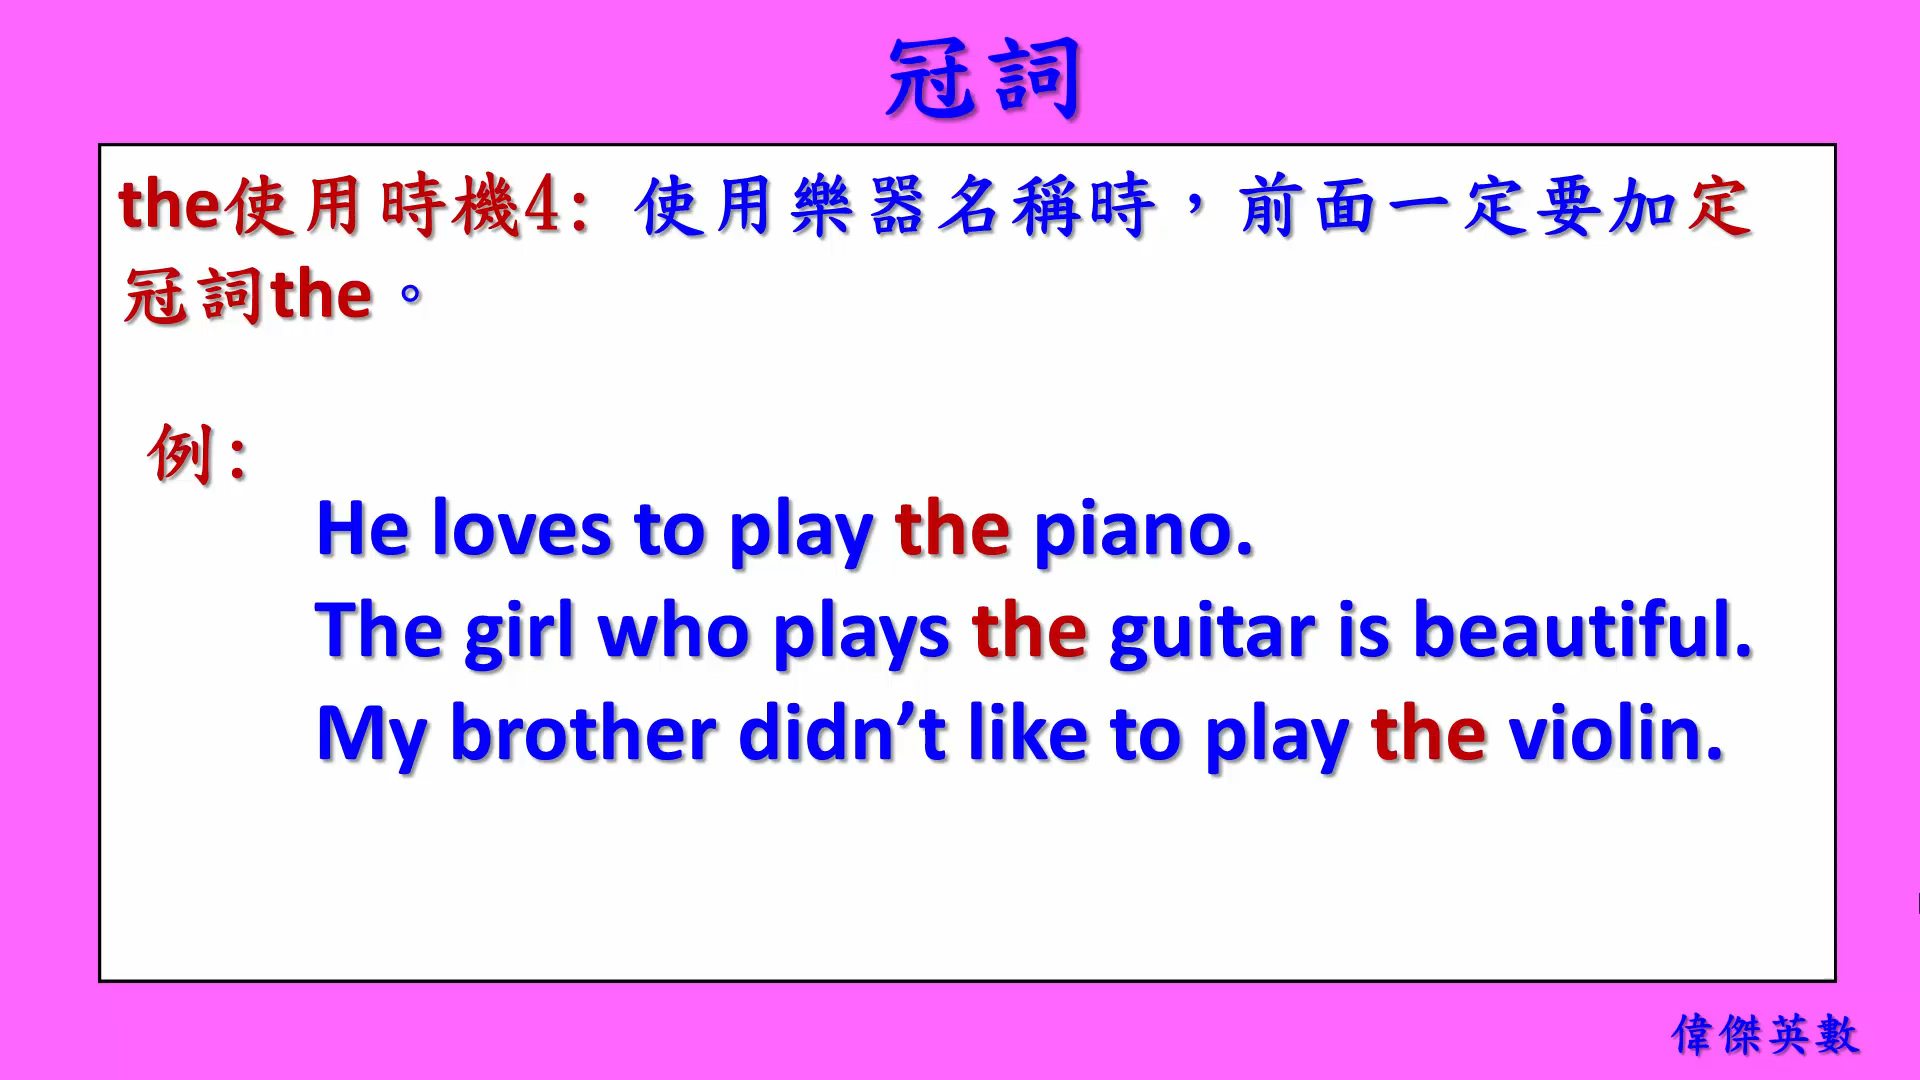 冠詞
the使用時機4: 使用樂器名稱時，前面一定要加定
冠詞the。
例:
He loves to play the piano.
The girl who plays the guitar is beautiful.
My brother didn’t like to play the violin.
偉傑英數